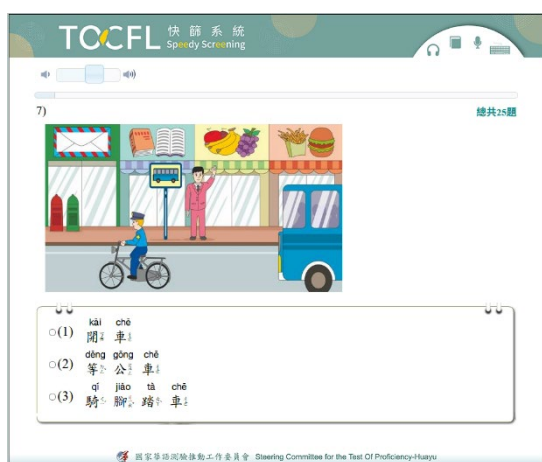 TOCFL 快篩系統
Speedy Screening
7)
總共25題
kāi chē
(1) 開車
děng gōng chē
(2) 等公車
qí jiǎo tà chē
(3) 騎腳踏車
國家華語測驗推動工作委員會 Steering Committee for the Test Of Proficiency-Huayu